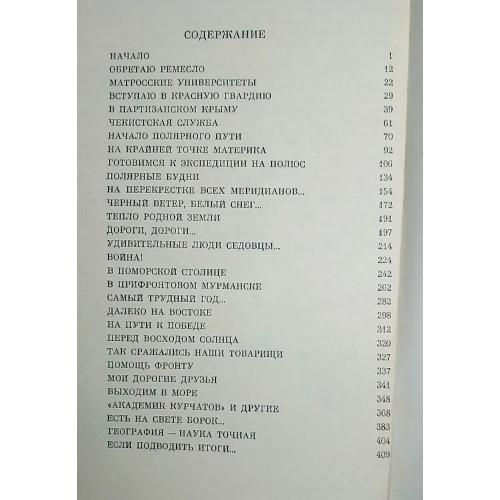 СОДЕРЖАНИЕ
НАЧАЛО 1
ОБРЕТАЮ РЕМЕСЛО 12
МАТРОССКИЕ УНИВЕРСИТЕТЫ 22
ВСТУПАЮ В КРАСНУЮ ГВАРДИЮ 29
В ПАРТИЗАНСКОМ КРЫМУ 39
ЧЕКИСТСКАЯ СЛУЖБА 61
НАЧАЛО ПОЛЯРНОГО ПУТИ 70
НА КРАЙНЕЙ ТОЧКЕ МАТЕРИКА 92
ГОТОВИМСЯ К ЭКСПЕДИЦИИ НА ПОЛЮС 106
ПОЛЯРНЫЕ БУДНИ 134
НА ПЕРЕКРЕСТКЕ ВСЕХ МЕРИДИАНОВ... 154
ЧЕРНЫЙ ВЕТЕР, БЕЛЫЙ СНЕГ... 172
ТЕПЛО РОДНОЙ ЗЕМЛИ 191
ДОРОГИ, ДОРОГИ... 197
УДИВИТЕЛЬНЫЕ ЛЮДИ СЕДОВЦЫ... 214
ВОЙНА! 224
В ПОМОРСКОЙ СТОЛИЦЕ 242
В ПРИФРОНТОВОМ МУРМАНСКЕ 262
САМЫЙ ТРУДНЫЙ ГОД... 282
ДАЛЕКО НА ВОСТОКЕ 298
НА ПУТИ К ПОБЕДЕ 312
ПЕРЕД ВОСХОДОМ СОЛНЦА 320
ТАК СРАЖАЛИСЬ НАШИ ТОВАРИЩИ 327
ПОМОЩЬ ФРОНТУ 337
МОИ ДОРОГИЕ ДРУЗЬЯ 341
ВЫХОДИМ В МОРЕ 348
«АКАДЕМИК КУРЧАТОВ» И ДРУГИЕ 368
ЕСТЬ НА СВЕТЕ БОРОК... 383
ГЕОГРАФИЯ — НАУКА ТОЧНАЯ 404
ЕСЛИ ПОДВОДИТЬ ИТОГИ... 409